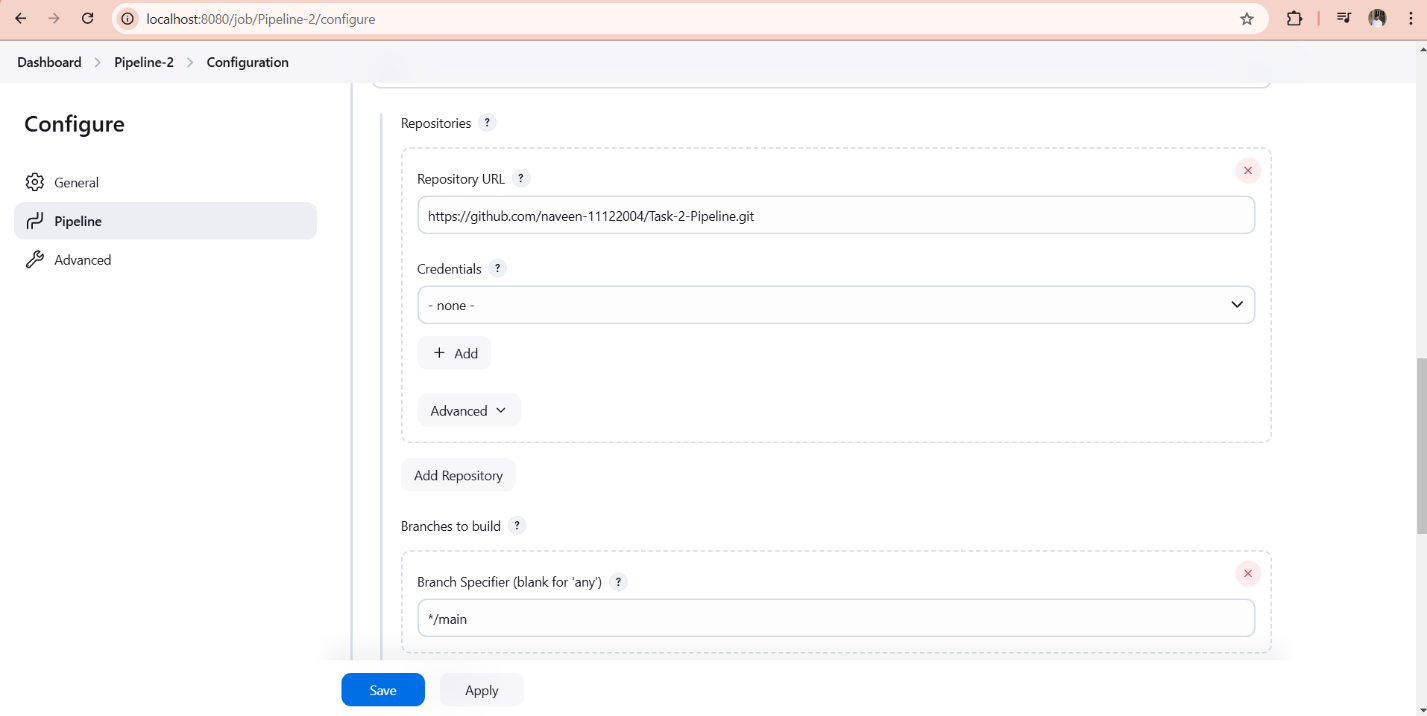 localhost:8080/job/Pipeline-2/configure
Dashboard > Pipeline-2 > Configuration
Configure
General
Pipeline
Advanced
Repositories ?
Repository URL ?
https://github.com/naveen-11122004/Task-2-Pipeline.git
Credentials ?
- none -
+ Add
Advanced
Add Repository
Branches to build ?
Branch Specifier (blank for 'any') ?
*/main
Save Apply